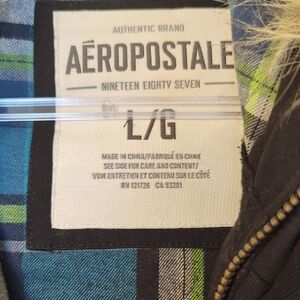 AUTHENTIC BRAND
AÉROPOSTALE
NINETEEN EIGHTY SEVEN
L/G
MADE IN CHINA/FABRIQUÉ EN CHINE
SEE SIDE FOR CARE AND CONTENT/
VOIR ENTRETIEN ET CONTENU SUR LE CÔTÉ
RN 121726 CA 53201